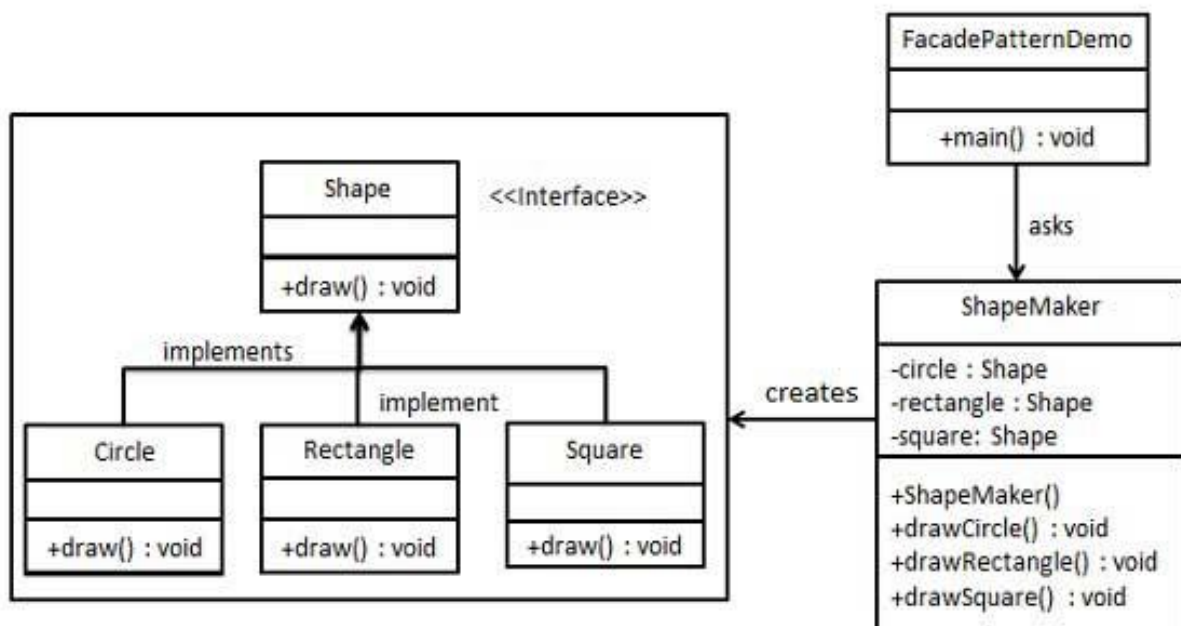 FacadePatternDemo
+main() : void
asks
Shape
<<Interface>>
+draw() : void
implements
implement
Circle
+draw() : void
Rectangle
+draw() : void
Square
+draw() : void
creates
ShapeMaker
-circle : Shape
-rectangle : Shape
-square: Shape
+ShapeMaker()
+drawCircle() : void
+drawRectangle() : void
+drawSquare() : void